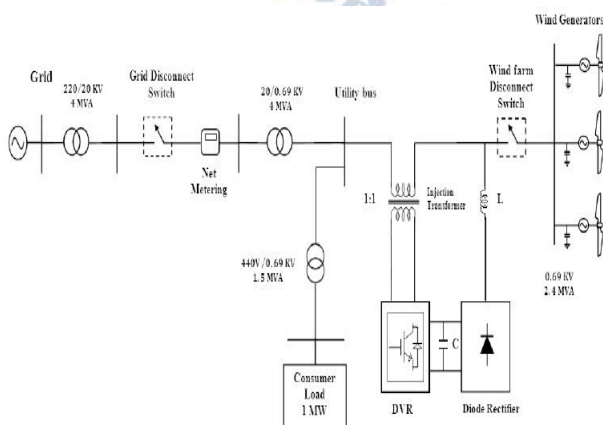 Wind Generators
Grid
220/20 KV
4 MVA
Grid Disconnect
Switch
Net
Metering
20/0.69 KV
4 MVA
Utility bus
Wind farm
Disconnect
Switch
1:1
Injection
Transformer
L
440V/0.69 KV
1.5 MVA
0.69 KV
2.4 MVA
C
Consumer
Load
1 MW
DVR
Diode Rectifier